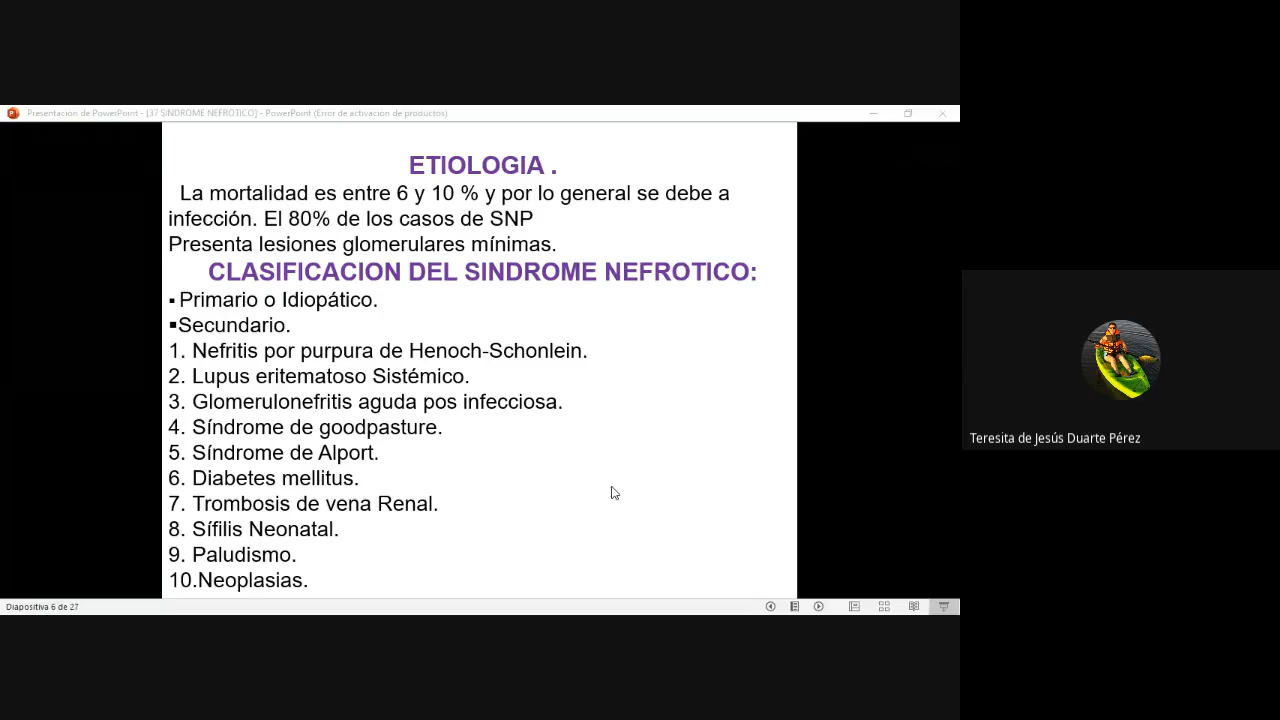 Presentación de PowerPoint - [37 SINDROME NEFROTICO] - PowerPoint (Error de activación de productos)
ETIOLOGIA .
La mortalidad es entre 6 y 10 % y por lo general se debe a
infección. El 80% de los casos de SNP
Presenta lesiones glomerulares mínimas.
CLASIFICACION DEL SINDROME NEFROTICO:
▪ Primario o Idiopático.
▪Secundario.
1. Nefritis por purpura de Henoch-Schonlein.
2. Lupus eritematoso Sistémico.
3. Glomerulonefritis aguda pos infecciosa.
4. Síndrome de goodpasture.
5. Síndrome de Alport.
6. Diabetes mellitus.
7. Trombosis de vena Renal.
8. Sífilis Neonatal.
9. Paludismo.
10.Neoplasias.
Diapositiva 6 de 27
Teresita de Jesús Duarte Pérez